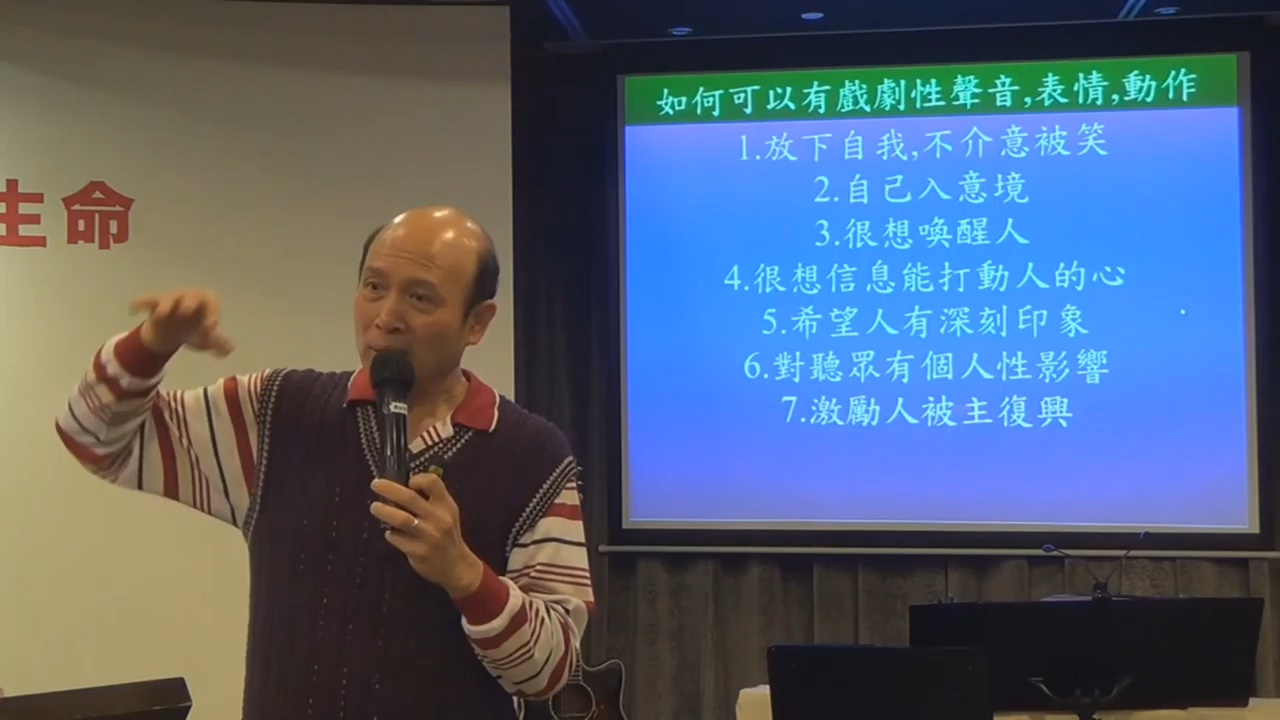 生命
如何可以有戲劇性聲音,表情,動作
1.放下自我,不介意被笑
2.自己入意境
3.很想喚醒人
4.很想信息能打動人的心
5.希望人有深刻印象
6.對聽眾有個人性影響
7.激勵人被主復興